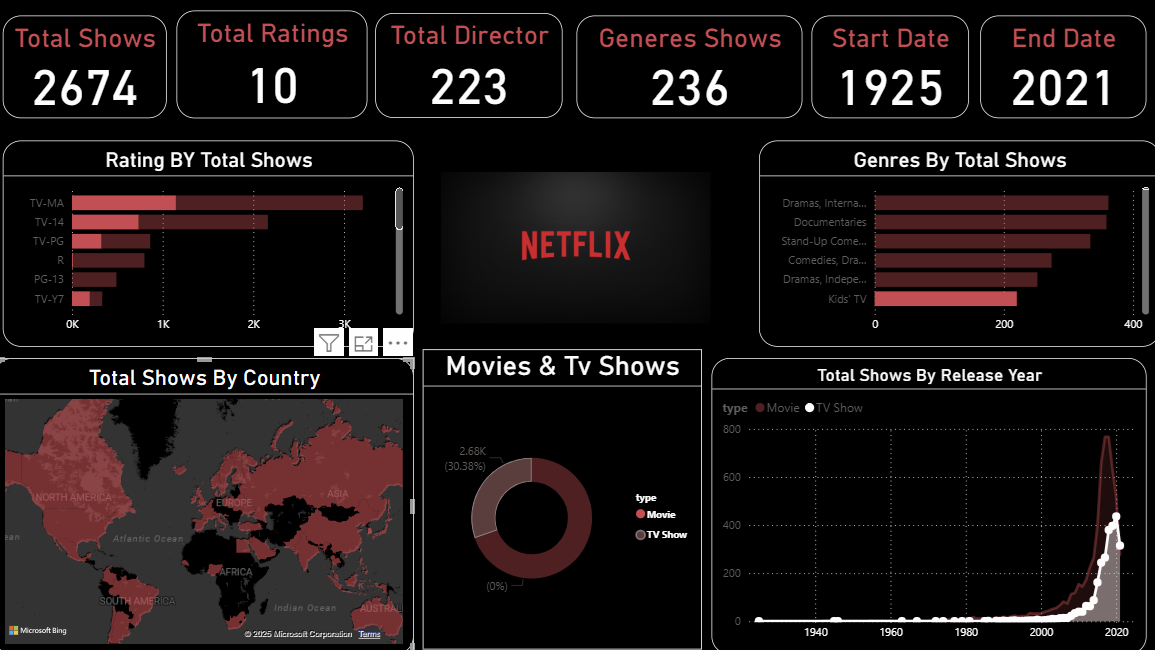 Total Shows
2674
Total Ratings
10
Total Director
223
Generes Shows
236
Start Date
1925
End Date
2021
Rating BY Total Shows
TV-MA
TV-14
TV-PG
R
PG-13
TV-Y7
0K 1K 2K 3K
NETFLIX
Genres By Total Shows
Dramas, Interna...
Documentaries
Stand-Up Come...
Comedies, Dra...
Dramas, Indepe...
Kids' TV
0 200 400
Total Shows By Country
NORTH AMERICA
EUROPE
ASIA
Atlantic Ocean
ean
AFRICA
SOUTH AMERICA
Indian Ocean
AUSTRAL
Microsoft Bing
© 2025 Microsoft Corporation Terms
Movies & Tv Shows
2.68K
(30.38%)
(0%)
type
Movie
TV Show
Total Shows By Release Year
type Movie TV Show
800
600
400
200
0
1940 1960 1980 2000 2020